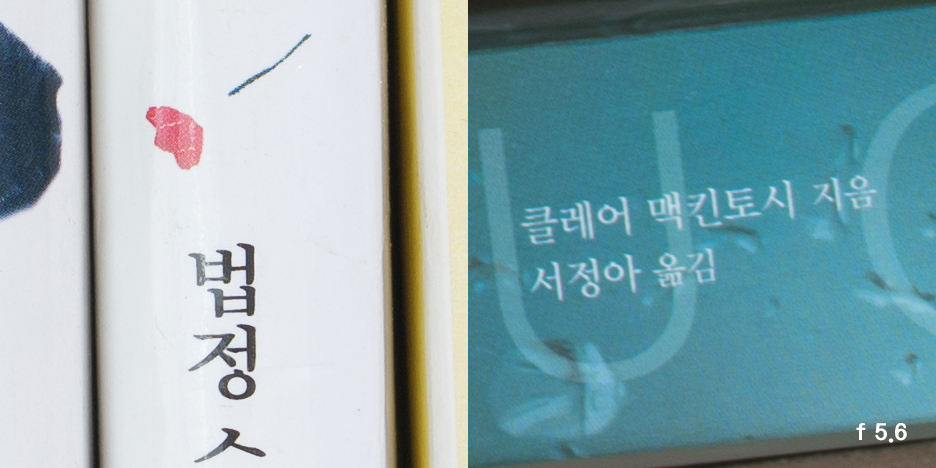 법정
클레어 맥킨토시 지음
서정아 옮김
f 5.6